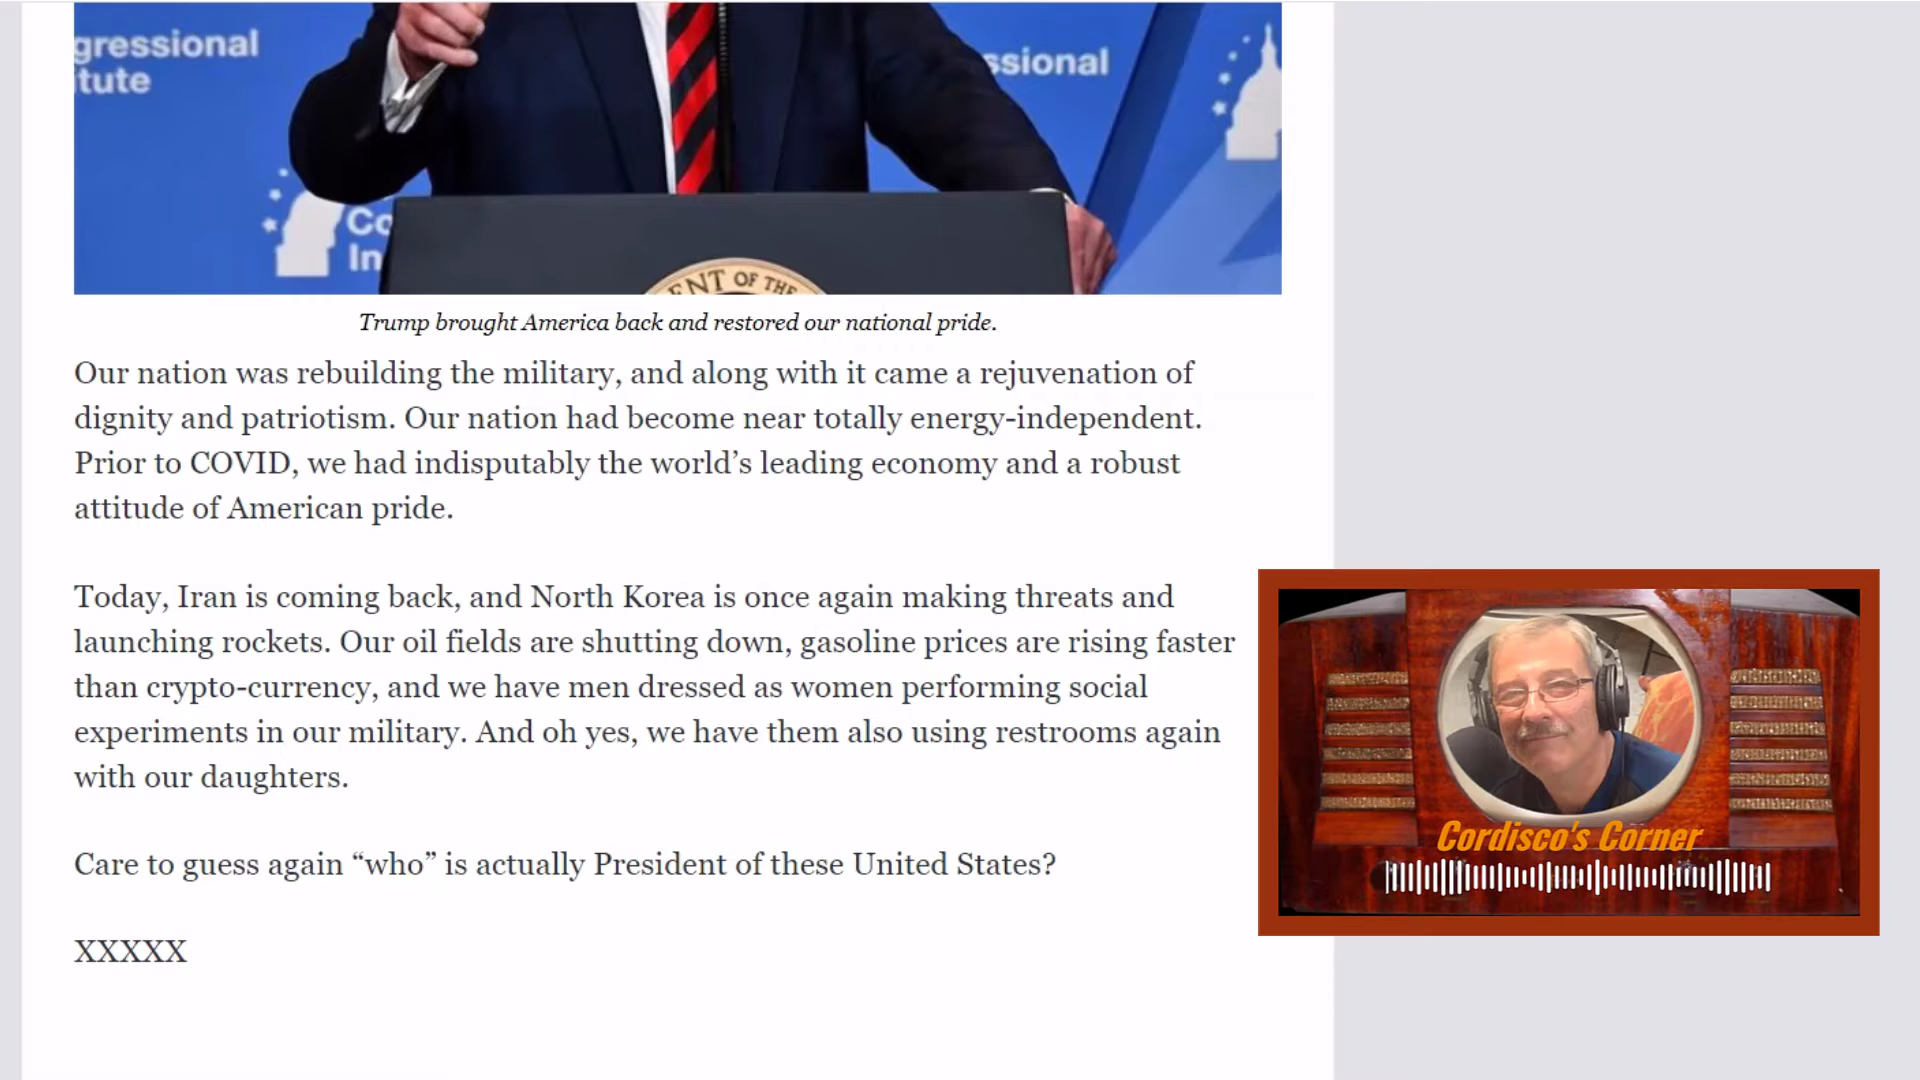 gressional
itute
ssional
Co
In
ENT OF THE
Trump brought America back and restored our national pride.
Our nation was rebuilding the military, and along with it came a rejuvenation of
dignity and patriotism. Our nation had become near totally energy-independent.
Prior to COVID, we had indisputably the world’s leading economy and a robust
attitude of American pride.
Today, Iran is coming back, and North Korea is once again making threats and
launching rockets. Our oil fields are shutting down, gasoline prices are rising faster
than crypto-currency, and we have men dressed as women performing social
experiments in our military. And oh yes, we have them also using restrooms again
with our daughters.
Care to guess again “who” is actually President of these United States?
XXXXX
Cordisco's Corner